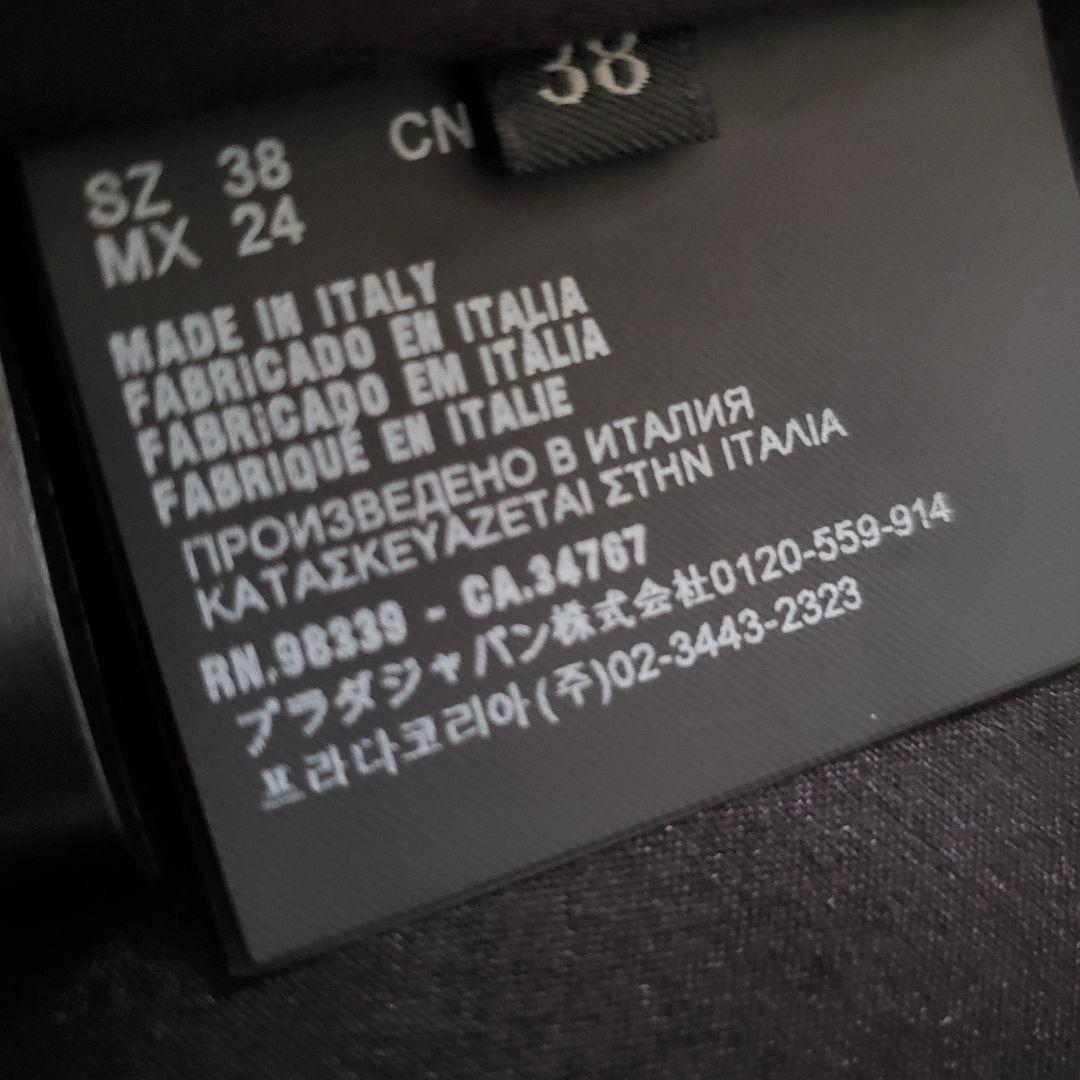 38
SZ 38 CN
MX 24
MADE IN ITALY
FABRICADO EN ITALIA
FABRICADO EM ITÁLIA
FABRIQUÉ EN ITALIE
ПРОИЗВЕДЕНО В ИТАЛИЯ
ΚΑΤΑΣΚΕΥΑΖΕΤΑΙ ΣΤΗΝ ΙΤΑΛΙΑ
RN.98339 - CA.34767
プラダジャパン株式会社0120-559-914
프라다코리아(주)02-3443-2323